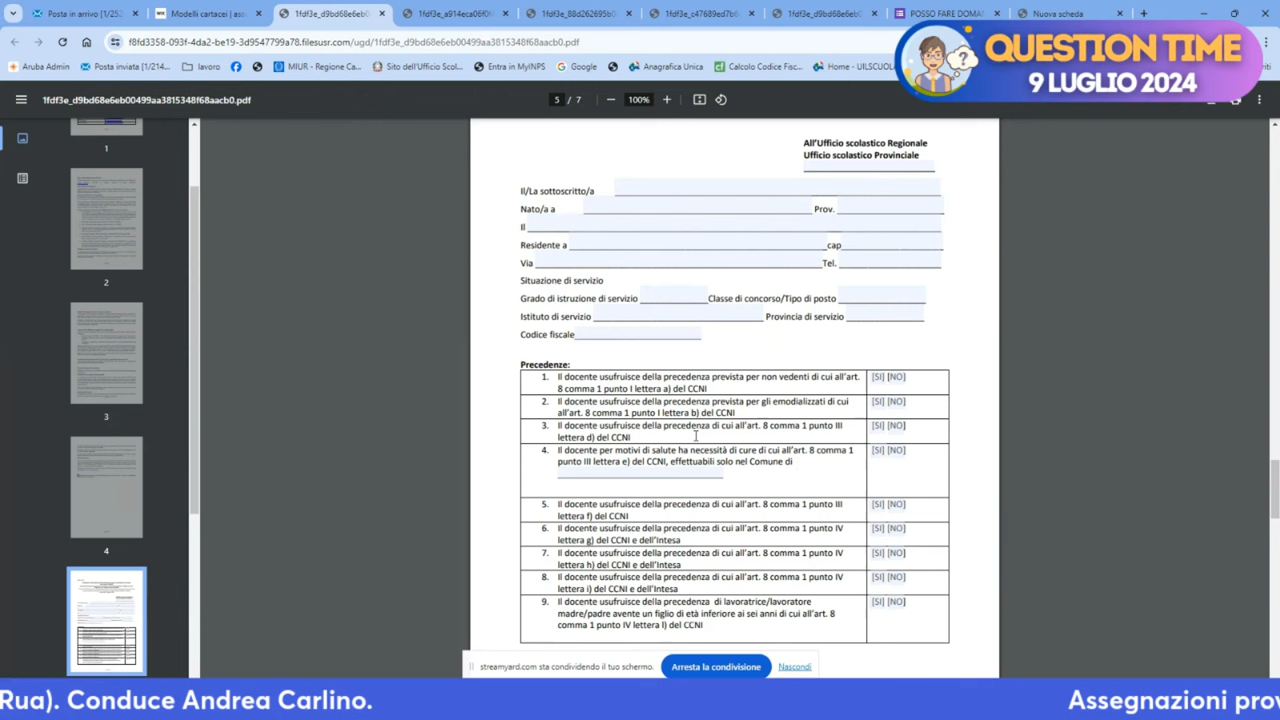 Posta in arrivo [1/252
Modelli cartacei | as
1fdf3e_d9bd68e6eb0
1fdf3e_a914eca06f0f
1fdf3e_88d262695b0
1fdf3e_c47689ed7b6
1fdf3e_d9bd68e6eb0
POSSO FARE DOMAN
Nuova scheda
f8fd3358-093f-4da2-be19-3d9547799a78.filesusr.com/ugd/1fdf3e_d9bd68e6eb00499aa3815348f68aacb0.pdf
Aruba Admin
Posta inviata [1/214...
lavoro
MIUR - Regione Ca...
Sito dell'Ufficio Scol...
Entra in MyINPS
Google
Anagrafica Unica
Calcolo Codice Fisc...
Home - UILSCUOLA
QUESTION TIME
9 LUGLIO 2024
1fdf3e_d9bd68e6eb00499aa3815348f68aa
5 / 7
100%
1
2
3
4
All'Ufficio scolastico Regionale
Ufficio scolastico Provinciale
Il/La sottoscritto/a
Nato/a a Prov.
Il
Residente a cap
Via Tel.
Situazione di servizio
Grado di istruzione di servizio Classe di concorso/Tipo di posto
Istituto di servizio Provincia di servizio
Codice fiscale
Precedenze:
1. Il docente usufruisce della precedenza prevista per non vedenti di cui all'art. [SI] [NO]
8 comma 1 punto I lettera a) del CCNI
2. Il docente usufruisce della precedenza prevista per gli emodializzati di cui [SI] [NO]
all'art. 8 comma 1 punto I lettera b) del CCNI
3. Il docente usufruisce della precedenza di cui all'art. 8 comma 1 punto III [SI] [NO]
lettera d) del CCNI
4. Il docente per motivi di salute ha necessità di cure di cui all'art. 8 comma 1 [SI] [NO]
punto III lettera e) del CCNI, effettuabili solo nel Comune di
5. Il docente usufruisce della precedenza di cui all'art. 8 comma 1 punto III [SI] [NO]
lettera f) del CCNI
6. Il docente usufruisce della precedenza di cui all'art. 8 comma 1 punto IV [SI] [NO]
lettera g) del CCNI e dell'Intesa
7. Il docente usufruisce della precedenza di cui all'art. 8 comma 1 punto IV [SI] [NO]
lettera h) del CCNI e dell'Intesa
8. Il docente usufruisce della precedenza di cui all'art. 8 comma 1 punto IV [SI] [NO]
lettera i) del CCNI e dell'Intesa
9. Il docente usufruisce della precedenza di lavoratrice/lavoratore [SI] [NO]
madre/padre avente un figlio di età inferiore ai sei anni di cui all'art. 8
comma 1 punto IV lettera l) del CCNI
streamyard.com sta condividendo il tuo schermo.
Arresta la condivisione
Nascondi
Rua). Conduce Andrea Carlino.
Assegnazioni prov